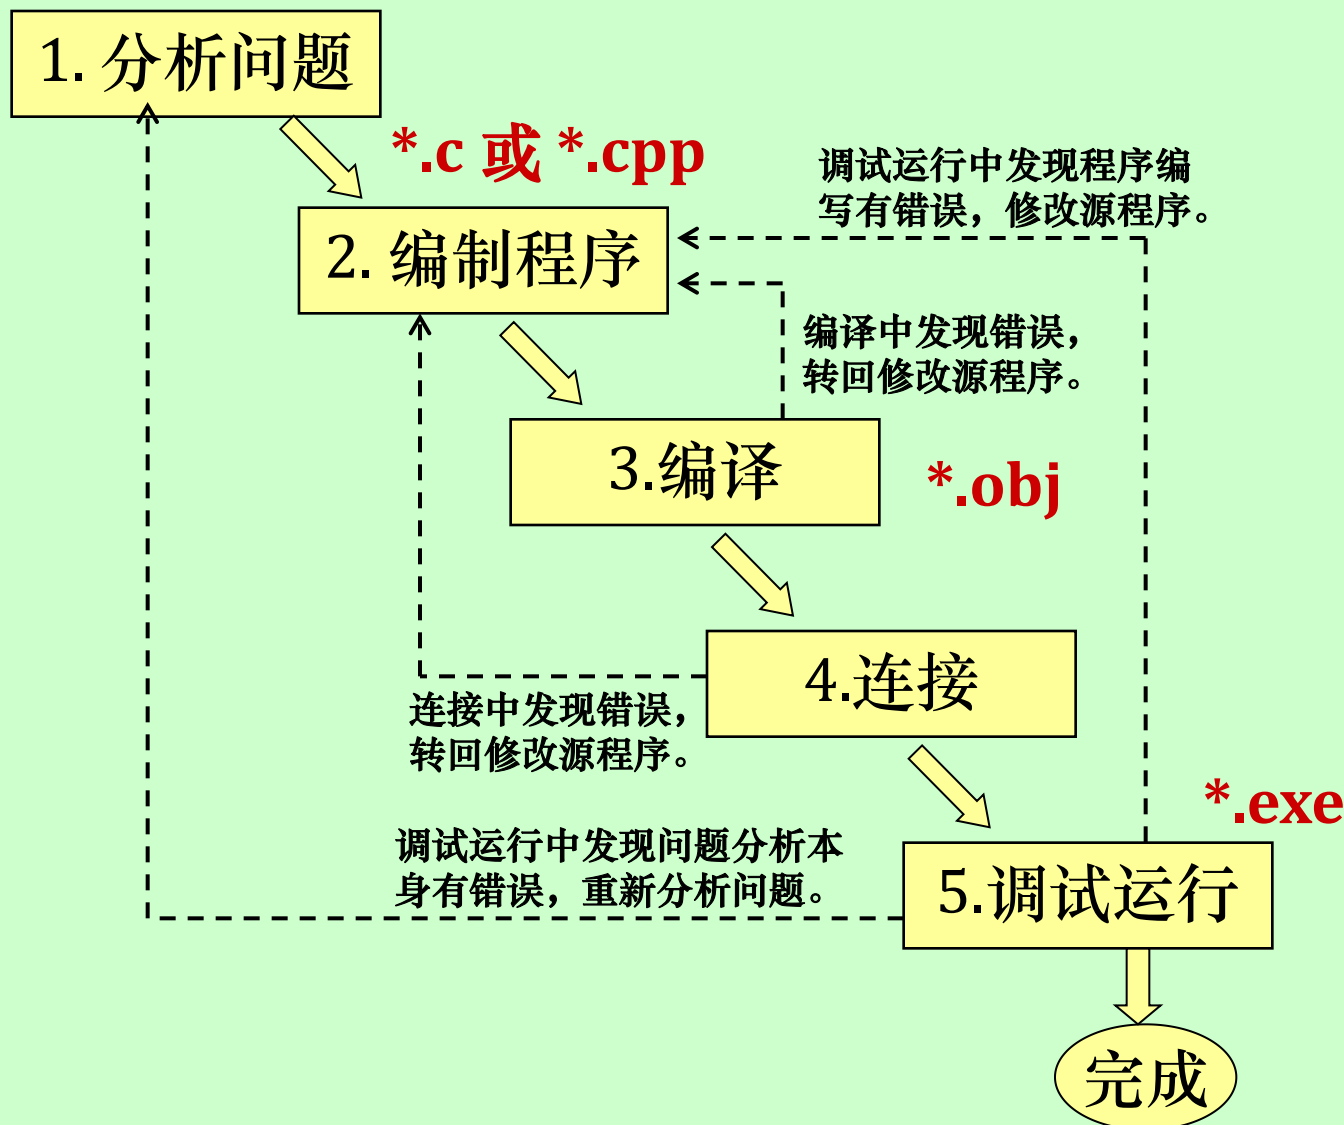 1. 分析问题
*.c 或 *.cpp
调试运行中发现程序编
写有错误，修改源程序。
2. 编制程序
编译中发现错误，
转回修改源程序。
3.编译
*.obj
4.连接
连接中发现错误，
转回修改源程序。
*.exe
调试运行中发现问题分析本
身有错误，重新分析问题。
5.调试运行
完成